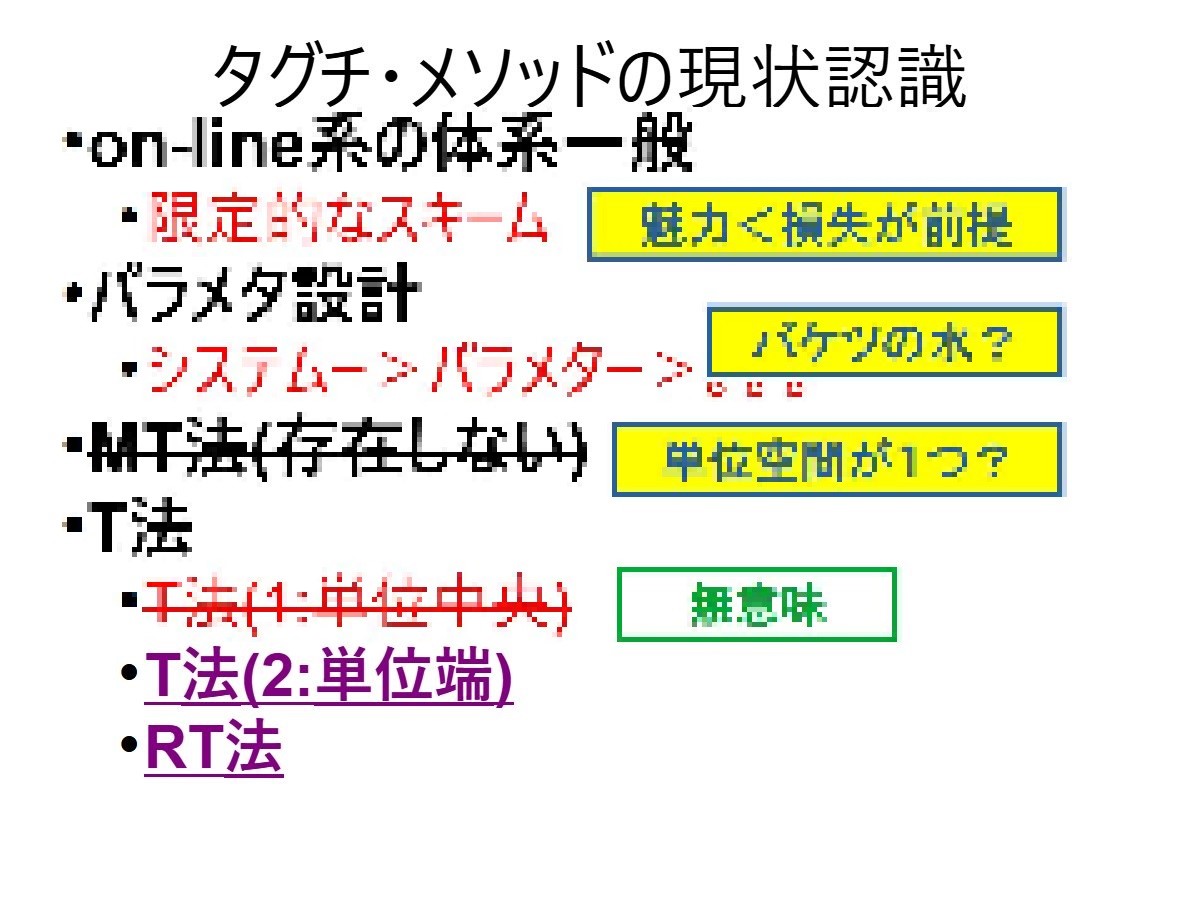 タグチ・メソッドの現状認識
•on-line系の体系一般
•限定的なスキーム
魅力＜損失が前提
•パラメタ設計
バケツの水？
•システムー＞パラメター＞。。。
•MT法(存在しない)
単位空間が1つ？
•T法
•T法(1:単位中央)
無意味
•T法(2:単位端)
•RT法